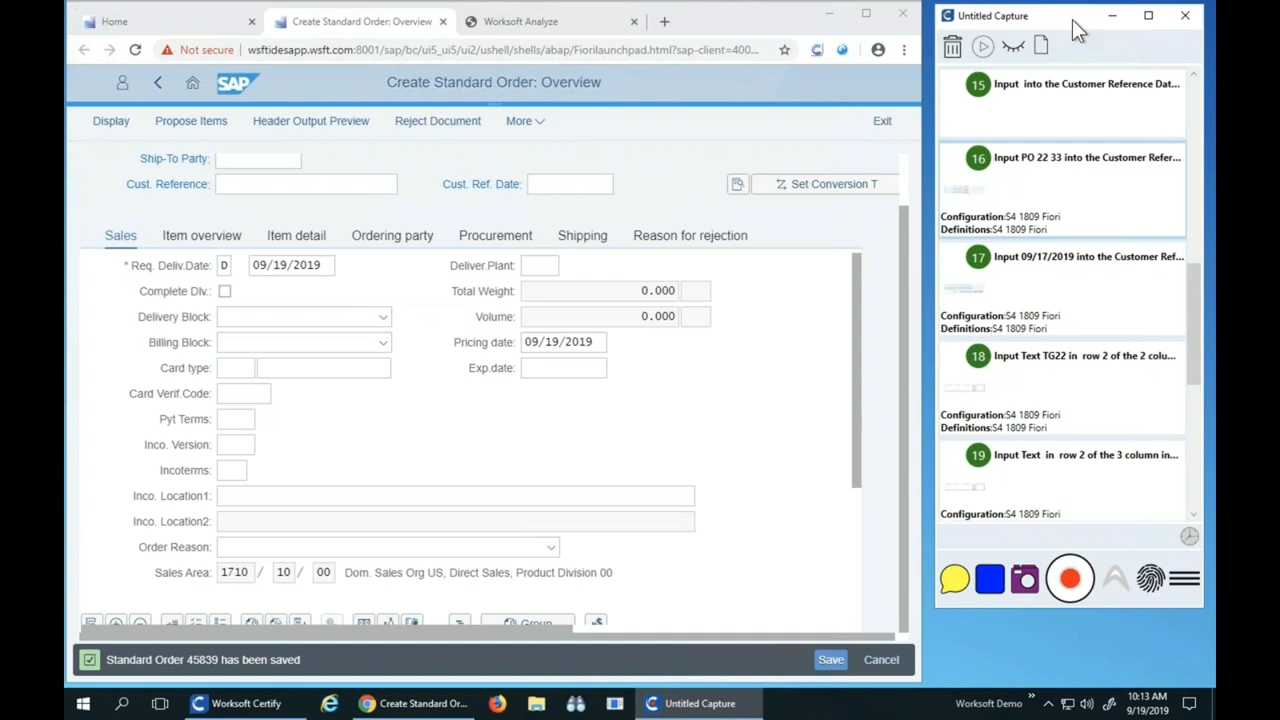 Home
Create Standard Order: Overview
Worksoft Analyze
Untitled Capture
Not secure
wsftidesapp.wsft.com:8001/sap/bc/ui5_ui5/ui2/ushell/shells/abap/Fiorilaunchpad.html?sap-client=400...
SAP
Create Standard Order: Overview
Display
Propose Items
Header Output Preview
Reject Document
More
Exit
Ship-To Party:
Cust. Reference:
Cust. Ref. Date:
Set Conversion T
Sales
Item overview
Item detail
Ordering party
Procurement
Shipping
Reason for rejection
* Req. Deliv.Date: D 09/19/2019
Deliver.Plant:
Complete Dlv.:
Total Weight: 0.000
Delivery Block:
Volume: 0.000
Billing Block:
Pricing date: 09/19/2019
Card type:
Exp.date:
Card Verif.Code:
Pyt Terms:
Inco. Version:
Incoterms:
Inco. Location1:
Inco. Location2:
Order Reason:
Sales Area: 1710 / 10 / 00 Dom. Sales Org US, Direct Sales, Product Division 00
Group
Standard Order 45839 has been saved
Save
Cancel
15 Input into the Customer Reference Dat...
16 Input PO 22 33 into the Customer Refer...
Configuration:S4 1809 Fiori
Definitions:S4 1809 Fiori
17 Input 09/17/2019 into the Customer Ref...
Configuration:S4 1809 Fiori
Definitions:S4 1809 Fiori
18 Input Text TG22 in row 2 of the 2 colu...
Configuration:S4 1809 Fiori
Definitions:S4 1809 Fiori
19 Input Text in row 2 of the 3 column in...
Configuration:S4 1809 Fiori
Worksoft Certify
Create Standard Or...
Untitled Capture
Worksoft Demo
10:13 AM
9/19/2019